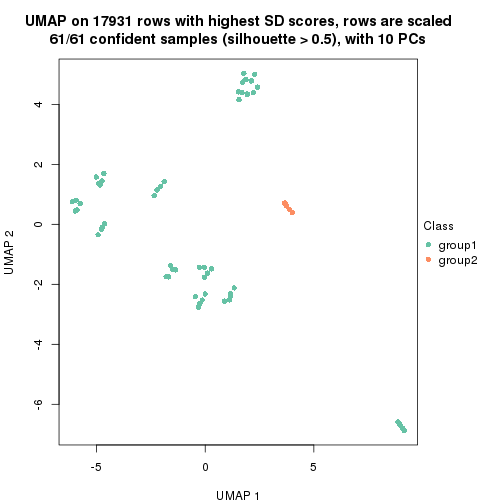 UMAP on 17931 rows with highest SD scores, rows are scaled
61/61 confident samples (silhouette > 0.5), with 10 PCs
4
2
0
-2
-4
-6
UMAP 2
-5 0 5
UMAP 1
Class
group1
group2